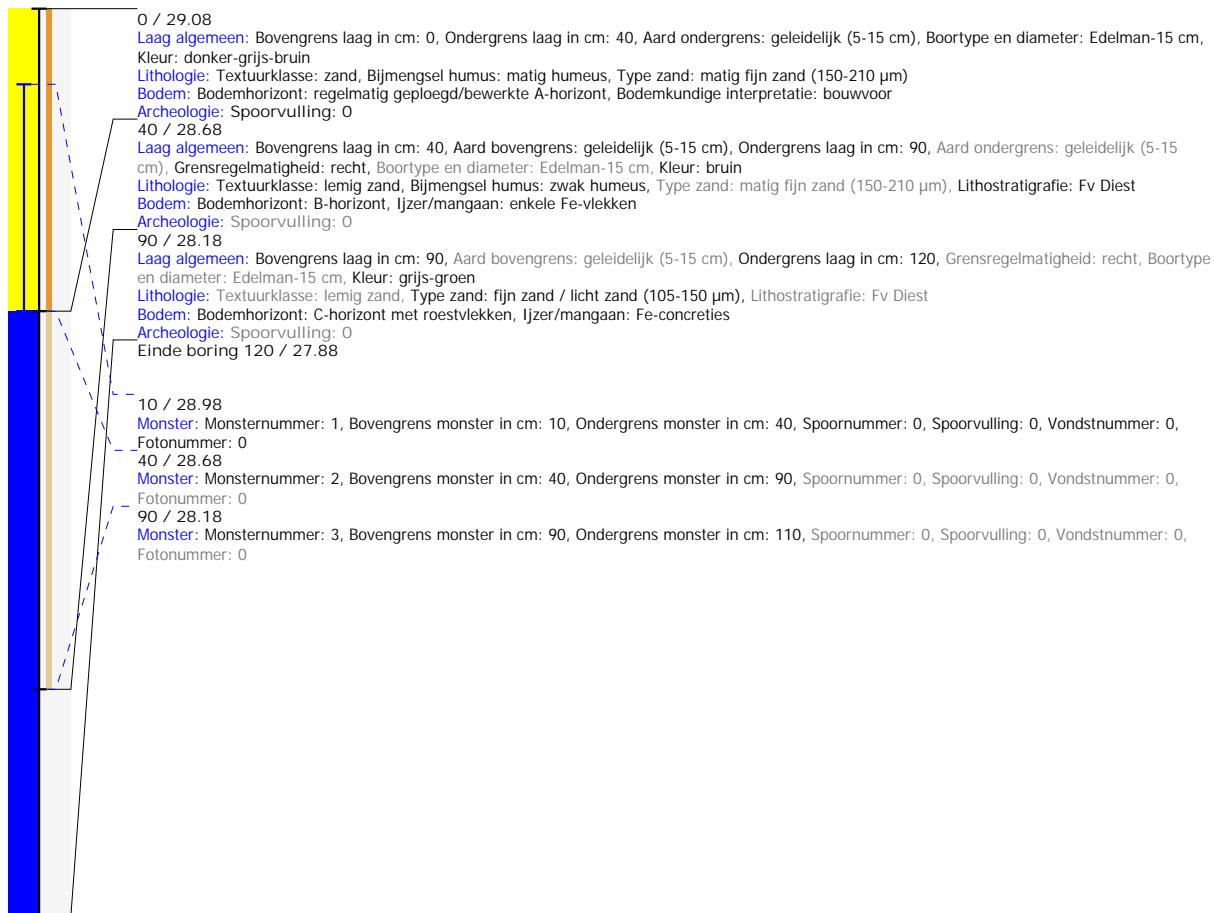 0 / 29.08
Laag algemeen: Bovengrens laag in cm: 0, Ondergrens laag in cm: 40, Aard ondergrens: geleidelijk (5-15 cm), Boortype en diameter: Edelman-15 cm,
Kleur: donker-grijs-bruin
Lithologie: Textuurklasse: zand, Bijmengsel humus: matig humeus, Type zand: matig fijn zand (150-210 µm)
Bodem: Bodemhorizont: regelmatig geploegd/bewerkte A-horizont, Bodemkundige interpretatie: bouwvoor
Archeologie: Spoorvulling: 0
40 / 28.68
Laag algemeen: Bovengrens laag in cm: 40, Aard bovengrens: geleidelijk (5-15 cm), Ondergrens laag in cm: 90, Aard ondergrens: geleidelijk (5-15
cm), Grensregelmatigheid: recht, Boortype en diameter: Edelman-15 cm, Kleur: bruin
Lithologie: Textuurklasse: lemig zand, Bijmengsel humus: zwak humeus, Type zand: matig fijn zand (150-210 µm), Lithostratigrafie: Fv Diest
Bodem: Bodemhorizont: B-horizont, Ijzer/mangaan: enkele Fe-vlekken
Archeologie: Spoorvulling: 0
90 / 28.18
Laag algemeen: Bovengrens laag in cm: 90, Aard bovengrens: geleidelijk (5-15 cm), Ondergrens laag in cm: 120, Grensregelmatigheid: recht, Boortype
en diameter: Edelman-15 cm, Kleur: grijs-groen
Lithologie: Textuurklasse: lemig zand, Type zand: fijn zand / licht zand (105-150 µm), Lithostratigrafie: Fv Diest
Bodem: Bodemhorizont: C-horizont met roestvlekken, Ijzer/mangaan: Fe-concreties
Archeologie: Spoorvulling: 0
Einde boring 120 / 27.88
10 / 28.98
Monster: Monsternummer: 1, Bovengrens monster in cm: 10, Ondergrens monster in cm: 40, Spoornummer: 0, Spoorvulling: 0, Vondstnummer: 0,
Fotonummer: 0
40 / 28.68
Monster: Monsternummer: 2, Bovengrens monster in cm: 40, Ondergrens monster in cm: 90, Spoornummer: 0, Spoorvulling: 0, Vondstnummer: 0,
Fotonummer: 0
90 / 28.18
Monster: Monsternummer: 3, Bovengrens monster in cm: 90, Ondergrens monster in cm: 110, Spoornummer: 0, Spoorvulling: 0, Vondstnummer: 0,
Fotonummer: 0